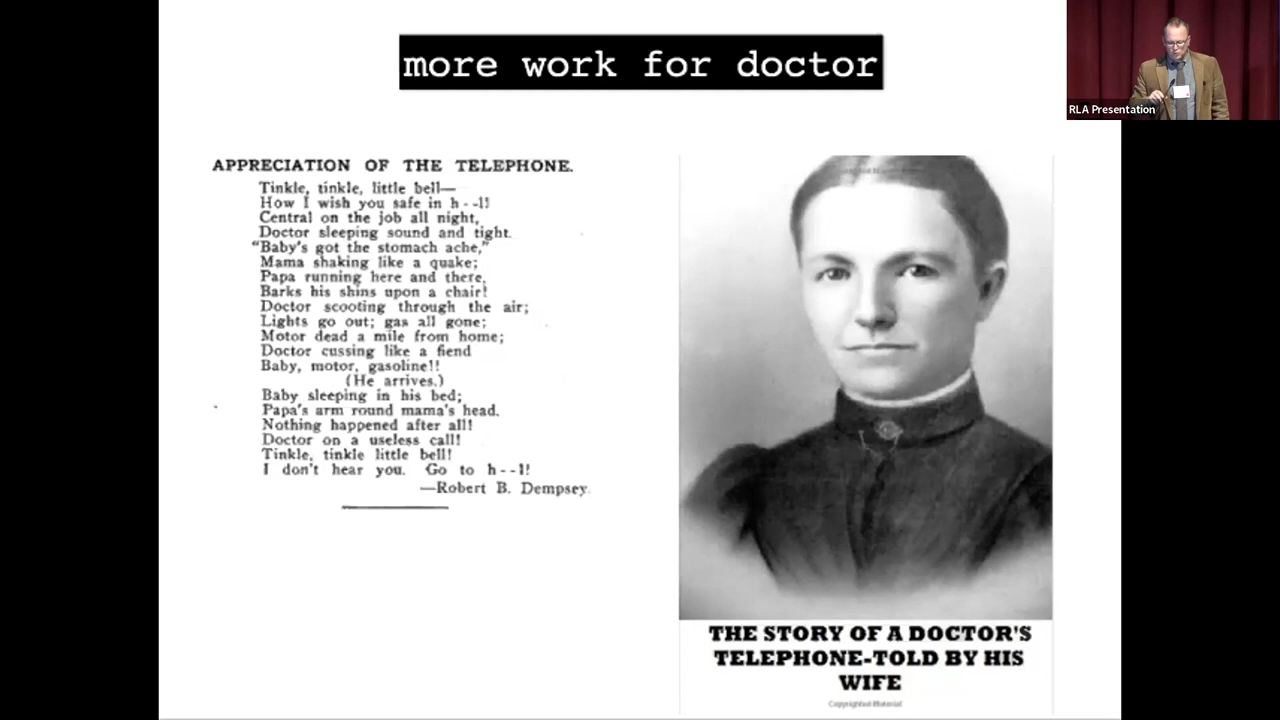 more work for doctor
RLA Presentation
APPRECIATION OF THE TELEPHONE.
Tinkle, tinkle, little bell—
How I wish you safe in h--l!
Central on the job all night,
Doctor sleeping sound and tight.
"Baby's got the stomach ache,"
Mama shaking like a quake;
Papa running here and there,
Barks his shins upon a chair!
Doctor scooting through the air;
Lights go out; gas all gone;
Motor dead a mile from home;
Doctor cussing like a fiend
Baby, motor, gasoline!!
(He arrives.)
Baby sleeping in his bed;
Papa's arm round mama's head.
Nothing happened after all!
Doctor on a useless call!
Tinkle, tinkle little bell!
I don't hear you. Go to h--l!
—Robert B. Dempsey.
THE STORY OF A DOCTOR'S
TELEPHONE-TOLD BY HIS
WIFE
Copyrighted Material